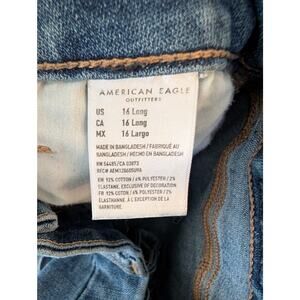 AMERICAN EAGLE
OUTFITTERS
US 16 Long
CA 16 Long
MX 16 Largo
MADE IN BANGLADESH / FABRIQUÉ AU
BANGLADESH / HECHO EN BANGLADESH
RN 54485/CA 03873
RFC# AEM128605UMA
EN 92% COTTON / 6% POLYESTER / 2%
ELASTANE. EXCLUSIVE OF DECORATION.
FR 92% COTON / 6% POLYESTER / 2%
ÉLASTHANNE. À L'EXCEPTION DE LA
GARNITURE.